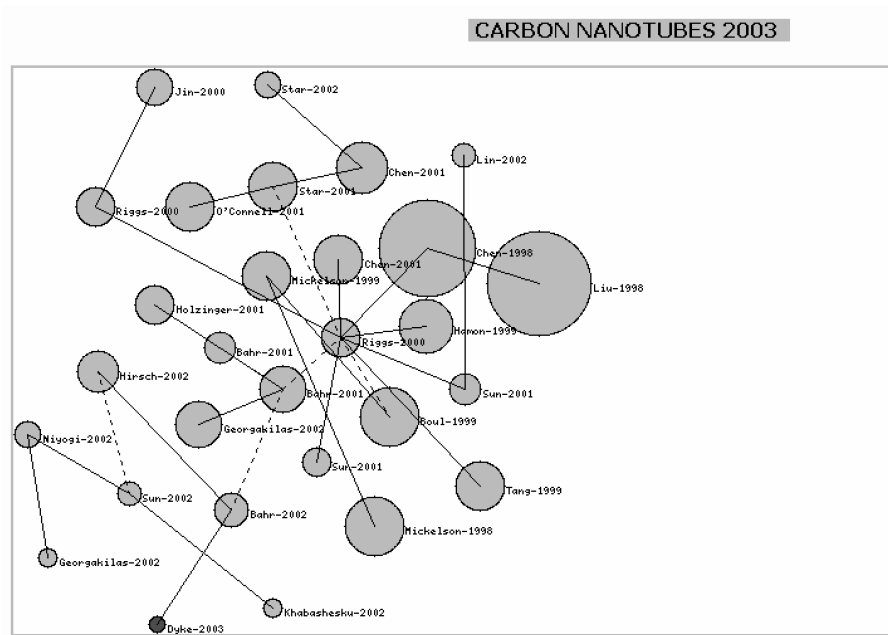 CARBON NANOTUBES 2003
Jin-2000
Star-2002
Lin-2002
Chen-2001
Star-2001
Riggs-2000
O'Connell-2001
Chen-1998
Chen-2001
Mickelson-1999
Liu-1998
Holzinger-2001
Hamon-1999
Riggs-2000
Bahr-2001
Hirsch-2002
Bahr-2001
Sun-2001
Boul-1999
Georgakilas-2002
Niyogi-2002
Sun-2001
Tang-1999
Sun-2002
Bahr-2002
Mickelson-1998
Georgakilas-2002
Khabashesku-2002
Dyke-2003